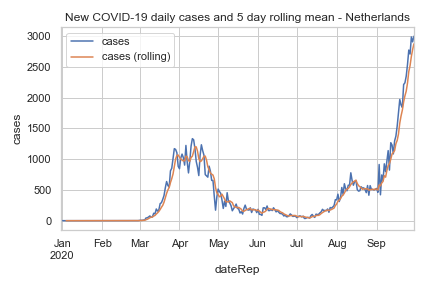 New COVID-19 daily cases and 5 day rolling mean - Netherlands
cases
cases (rolling)
3000
2500
2000
1500
1000
500
0
cases
Jan Feb Mar Apr May Jun Jul Aug Sep
2020
dateRep